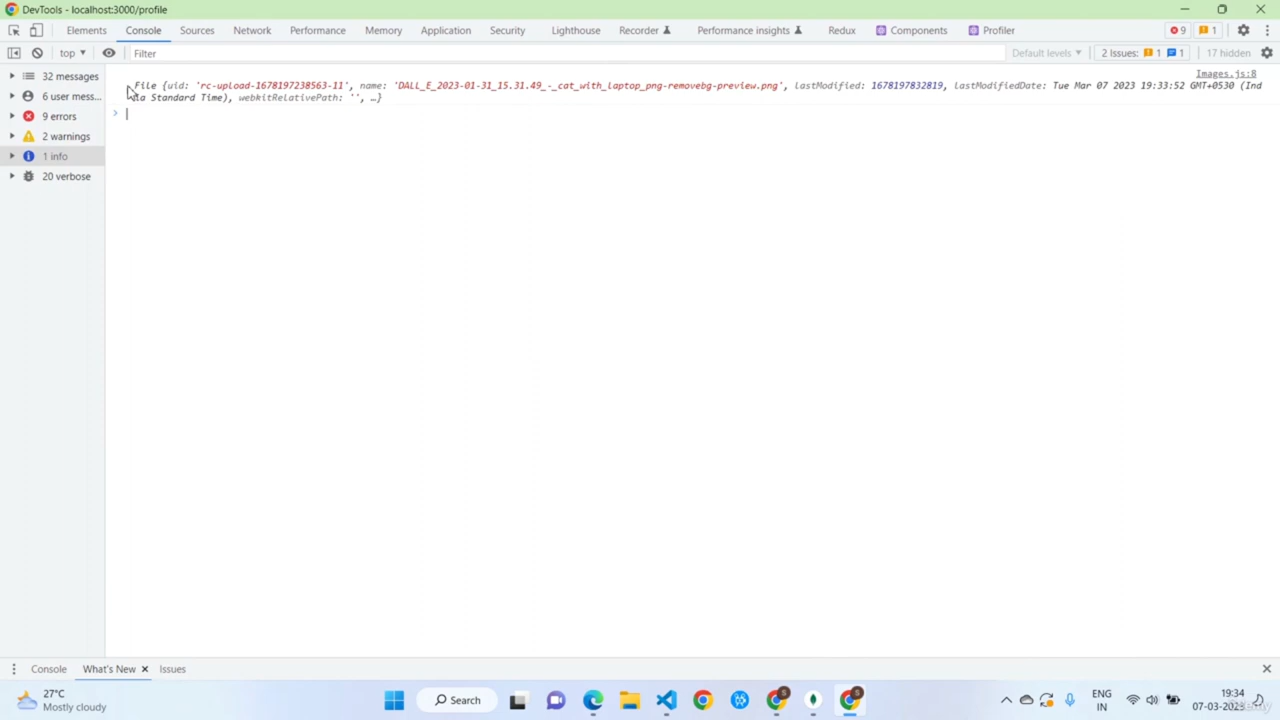 DevTools - localhost:3000/profile
Elements Console Sources Network Performance Memory Application Security Lighthouse Recorder Performance insights Redux Components Profiler 9 1
top Filter Default levels 2 Issues: 1 1 17 hidden
32 messages
6 user mess...
9 errors
2 warnings
1 info
20 verbose
Images.js:8
File {uid: 'rc-upload-1678197238563-11', name: 'DALL_E_2023-01-31_15.31.49_-_cat_with_laptop_png-removebg-preview.png', lastModified: 1678197832819, lastModifiedDate: Tue Mar 07 2023 19:33:52 GMT+0530 (Ind
ia Standard Time), webkitRelativePath: '', …}
Console What's New Issues
27°C
Mostly cloudy
Search
ENG
IN
19:34
07-03-2023